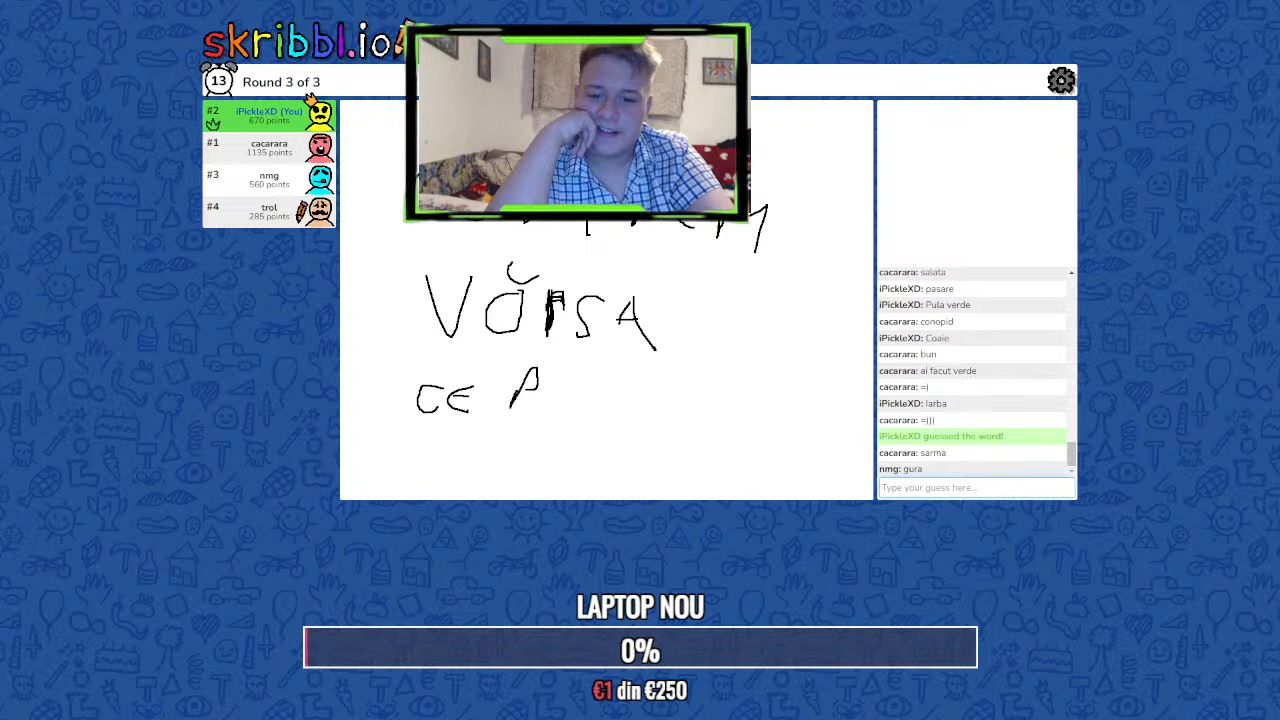 skribbl.io
13 Round 3 of 3
#2 iPickleXD (You)
670 points
#1 cacarara
1135 points
#3 nmg
560 points
#4 trol
285 points
VărSA
CE P
cacarara: salata
iPickleXD: pasare
iPickleXD: Pula verde
cacarara: conopid
iPickleXD: Coaie
cacarara: bun
cacarara: ai facut verde
cacarara: =)
iPickleXD: Iarba
cacarara: =)))
iPickleXD guessed the word!
cacarara: sarma
nmg: gura
Type your guess here...
LAPTOP NOU
0%
€1 din €250